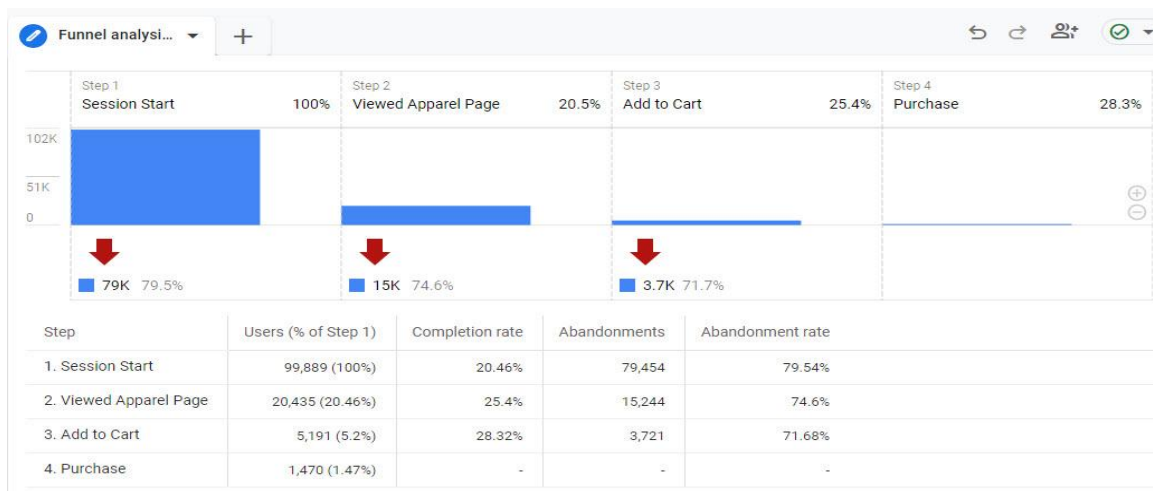 Funnel analysi...
Step 1 Step 2 Step 3 Step 4
Session Start 100% Viewed Apparel Page 20.5% Add to Cart 25.4% Purchase 28.3%
102K
51K
0
79K 79.5% 15K 74.6% 3.7K 71.7%
Step Users (% of Step 1) Completion rate Abandonments Abandonment rate
1. Session Start 99,889 (100%) 20.46% 79,454 79.54%
2. Viewed Apparel Page 20,435 (20.46%) 25.4% 15,244 74.6%
3. Add to Cart 5,191 (5.2%) 28.32% 3,721 71.68%
4. Purchase 1,470 (1.47%) - - -